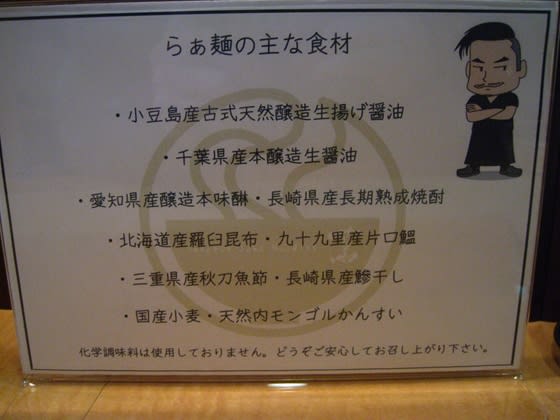 らぁ麺の主な食材
・小豆島産古式天然醸造生揚げ醤油
・千葉県産本醸造生醤油
・愛知県産醸造本味醂・長崎県産長期熟成焼酎
・北海道産羅臼昆布・九十九里産片口鰮
・三重県産秋刀魚節・長崎県産鯵干し
・国産小麦・天然内モンゴルかんすい
化学調味料は使用しておりません。どうぞご安心してお召し上がり下さい。